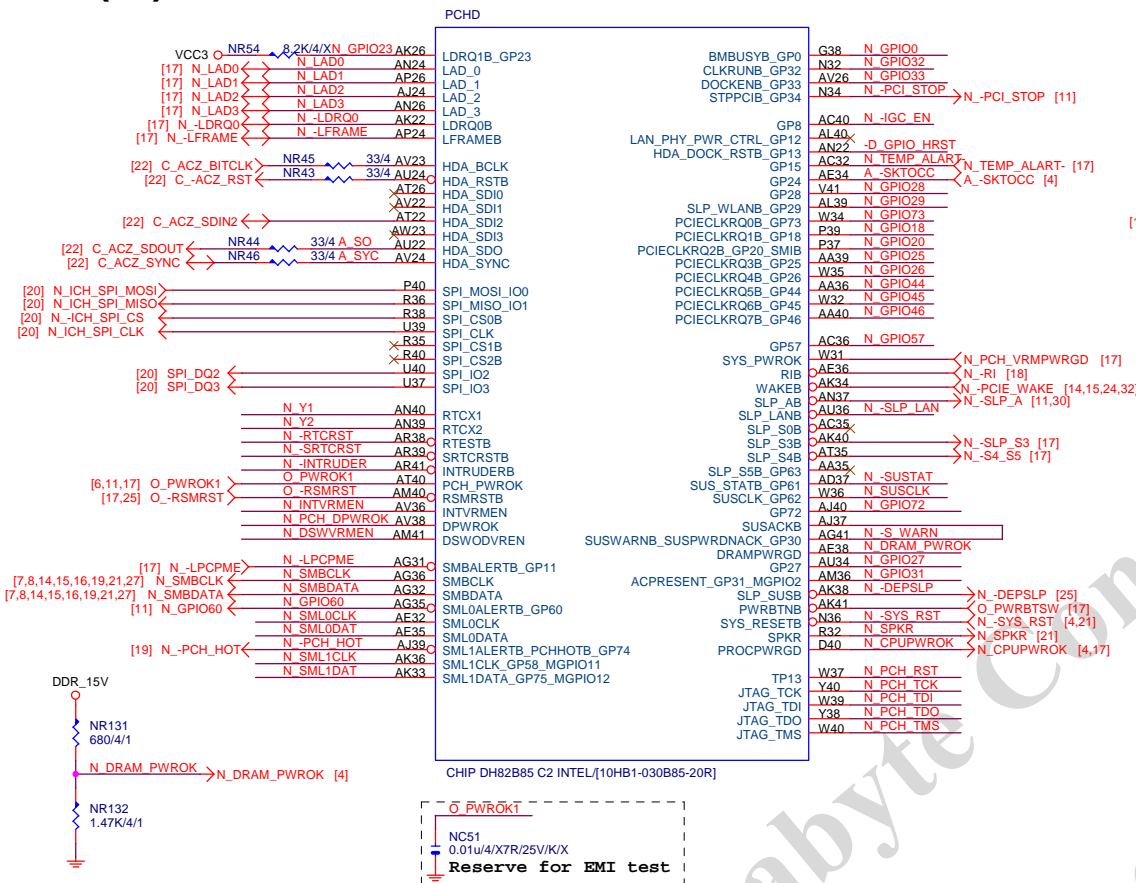 PCHD
VCC3 NR54 8.2K/4/X N_GPIO23 AK26 LDRQ1B_GP23
[17] N_LAD0 N_LAD0 AN24 LAD_0
[17] N_LAD1 N_LAD1 AP26 LAD_1
[17] N_LAD2 N_LAD2 AJ24 LAD_2
[17] N_LAD3 N_LAD3 AN26 LAD_3
[17] N_-LDRQ0 N_-LDRQ0 AK22 LDRQ0B
[17] N_-LFRAME N_-LFRAME AP24 LFRAMEB
[22] C_ACZ_BITCLK NR45 33/4 AV23 HDA_BCLK
[22] C_-ACZ_RST NR43 33/4 AU24 HDA_RSTB
AT26 HDA_SDI0
AV22 HDA_SDI1
[22] C_ACZ_SDIN2 AT22 HDA_SDI2
AW23 HDA_SDI3
[22] C_ACZ_SDOUT NR44 33/4 A_SO AU22 HDA_SDO
[22] C_ACZ_SYNC NR46 33/4 A_SYC AV24 HDA_SYNC
[20] N_ICH_SPI_MOSI P40 SPI_MOSI_IO0
[20] N_ICH_SPI_MISO R36 SPI_MISO_IO1
[20] N_-ICH_SPI_CS R38 SPI_CS0B
[20] N_ICH_SPI_CLK U39 SPI_CLK
R35 SPI_CS1B
R40 SPI_CS2B
[20] SPI_DQ2 U40 SPI_IO2
[20] SPI_DQ3 U37 SPI_IO3
N_Y1 AN40 RTCX1
N_Y2 AN39 RTCX2
N_-RTCRST AR38 RTESTB
N_-SRTCRST AR39 SRTCRSTB
N_-INTRUDER AR41 INTRUDERB
[6,11,17] O_PWROK1 O_PWROK1 AT40 PCH_PWROK
[17,25] O_-RSMRST O_-RSMRST AM40 RSMRSTB
N_INTVRMEN AV36 INTVRMEN
N_PCH_DPWROK AV38 DPWROK
N_DSWVRMEN AM41 DSWODVREN
[17] N_-LPCPME N_-LPCPME AG31 SMBALERTB_GP11
[7,8,14,15,16,19,21,27] N_SMBCLK N_SMBCLK AG36 SMBCLK
[7,8,14,15,16,19,21,27] N_SMBDATA N_SMBDATA AG32 SMBDATA
[11] N_GPIO60 N_GPIO60 AG35 SML0ALERTB_GP60
N_SML0CLK AE32 SML0CLK
N_SML0DAT AE35 SML0DATA
[19] N_-PCH_HOT N_-PCH_HOT AJ39 SML1ALERTB_PCHHOTB_GP74
N_SML1CLK AK36 SML1CLK_GP58_MGPIO11
N_SML1DAT AK33 SML1DATA_GP75_MGPIO12
BMBUSYB_GP0 G38 N_GPIO0
CLKRUNB_GP32 N32 N_GPIO32
DOCKENB_GP33 AV26 N_GPIO33
STPPCIB_GP34 N34 N_-PCI_STOP N_-PCI_STOP [11]
GP8 AC40 N_-IGC_EN
LAN_PHY_PWR_CTRL_GP12 AL40
HDA_DOCK_RSTB_GP13 AN22 -D_GPIO_HRST
GP15 AC32 N_TEMP_ALART- N_TEMP_ALART- [17]
GP24 AE34 A_-SKTOCC A_-SKTOCC [4]
GP28 V41 N_GPIO28
SLP_WLANB_GP29 AL39 N_GPIO29
PCIECLKRQ0B_GP73 W34 N_GPIO73
PCIECLKRQ1B_GP18 P39 N_GPIO18
PCIECLKRQ2B_GP20_SMIB P37 N_GPIO20
PCIECLKRQ3B_GP25 AA39 N_GPIO25
PCIECLKRQ4B_GP26 W35 N_GPIO26
PCIECLKRQ5B_GP44 AA36 N_GPIO44
PCIECLKRQ6B_GP45 W32 N_GPIO45
PCIECLKRQ7B_GP46 AA40 N_GPIO46
GP57 AC36 N_GPIO57
SYS_PWROK W31 N_PCH_VRMPWRGD [17]
RIB AE36 N_-RI [18]
WAKEB AK34 N_-PCIE_WAKE [14,15,24,32]
SLP_AB AN37 N_-SLP_A [11,30]
SLP_LANB AU36 N_-SLP_LAN
SLP_S0B AC35
SLP_S3B AK40 N_-SLP_S3 [17]
SLP_S4B AT35 N_-S4_S5 [17]
SLP_S5B_GP63 AA35
SUS_STATB_GP61 AD37 N_-SUSTAT
SUSCLK_GP62 W36 N_SUSCLK
GP72 AJ40 N_GPIO72
SUSACKB AJ37
SUSWARNB_SUSPWRDNACK_GP30 AG41 N_-S_WARN
DRAMPWRGD AE38 N_DRAM_PWROK
GP27 AU34 N_GPIO27
ACPRESENT_GP31_MGPIO2 AM36 N_GPIO31
SLP_SUSB AK38 N_-DEPSLP N_-DEPSLP [25]
PWRBTNB AK41 O_PWRBTSW [17]
SYS_RESETB N36 N_-SYS_RST N_-SYS_RST [4,21]
SPKR R32 N_SPKR N_SPKR [21]
PROCPWRGD D40 N_CPUPWROK N_CPUPWROK [4,17]
TP13 W37 N_PCH_RST
JTAG_TCK Y40 N_PCH_TCK
JTAG_TDI W39 N_PCH_TDI
JTAG_TDO Y38 N_PCH_TDO
JTAG_TMS W40 N_PCH_TMS
CHIP DH82B85 C2 INTEL/[10HB1-030B85-20R]
DDR_15V
NR131
680/4/1
N_DRAM_PWROK N_DRAM_PWROK [4]
NR132
1.47K/4/1
O_PWROK1
NC51
0.01u/4/X7R/25V/K/X
Reserve for EMI test